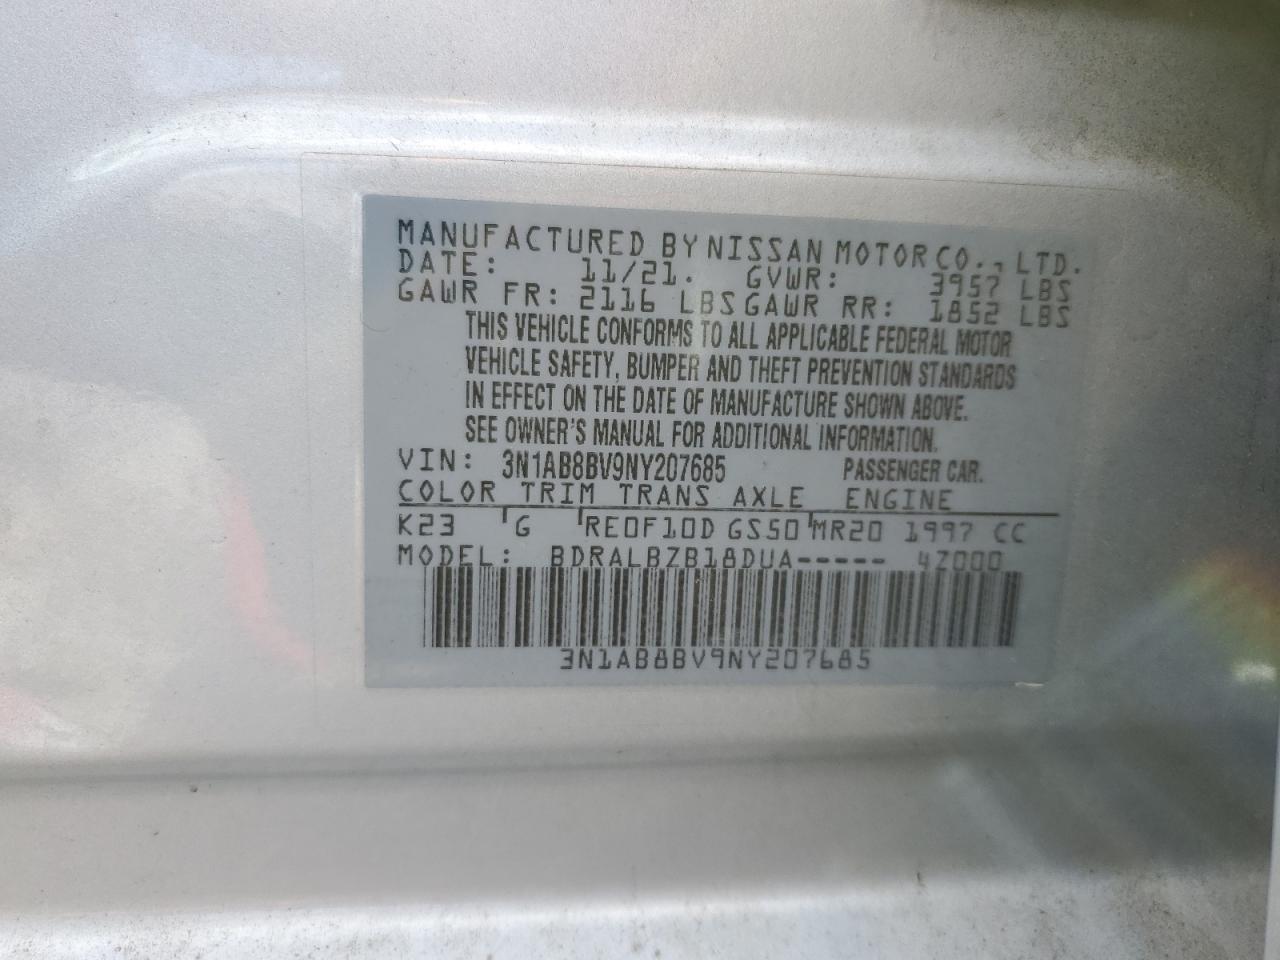 MANUFACTURED BY NISSAN MOTOR CO., LTD.
DATE: 11/21. GVWR: 3957 LBS
GAWR FR: 2116 LBS GAWR RR: 1852 LBS
THIS VEHICLE CONFORMS TO ALL APPLICABLE FEDERAL MOTOR
VEHICLE SAFETY, BUMPER AND THEFT PREVENTION STANDARDS
IN EFFECT ON THE DATE OF MANUFACTURE SHOWN ABOVE.
SEE OWNER'S MANUAL FOR ADDITIONAL INFORMATION.
VIN: 3N1AB8BV9NY207685 PASSENGER CAR.
COLOR TRIM TRANS AXLE ENGINE
K23 G RE0F10D GS50 MR20 1997 CC
MODEL: BDRALBZB18DUA----- 4Z000
3N1AB8BV9NY207685